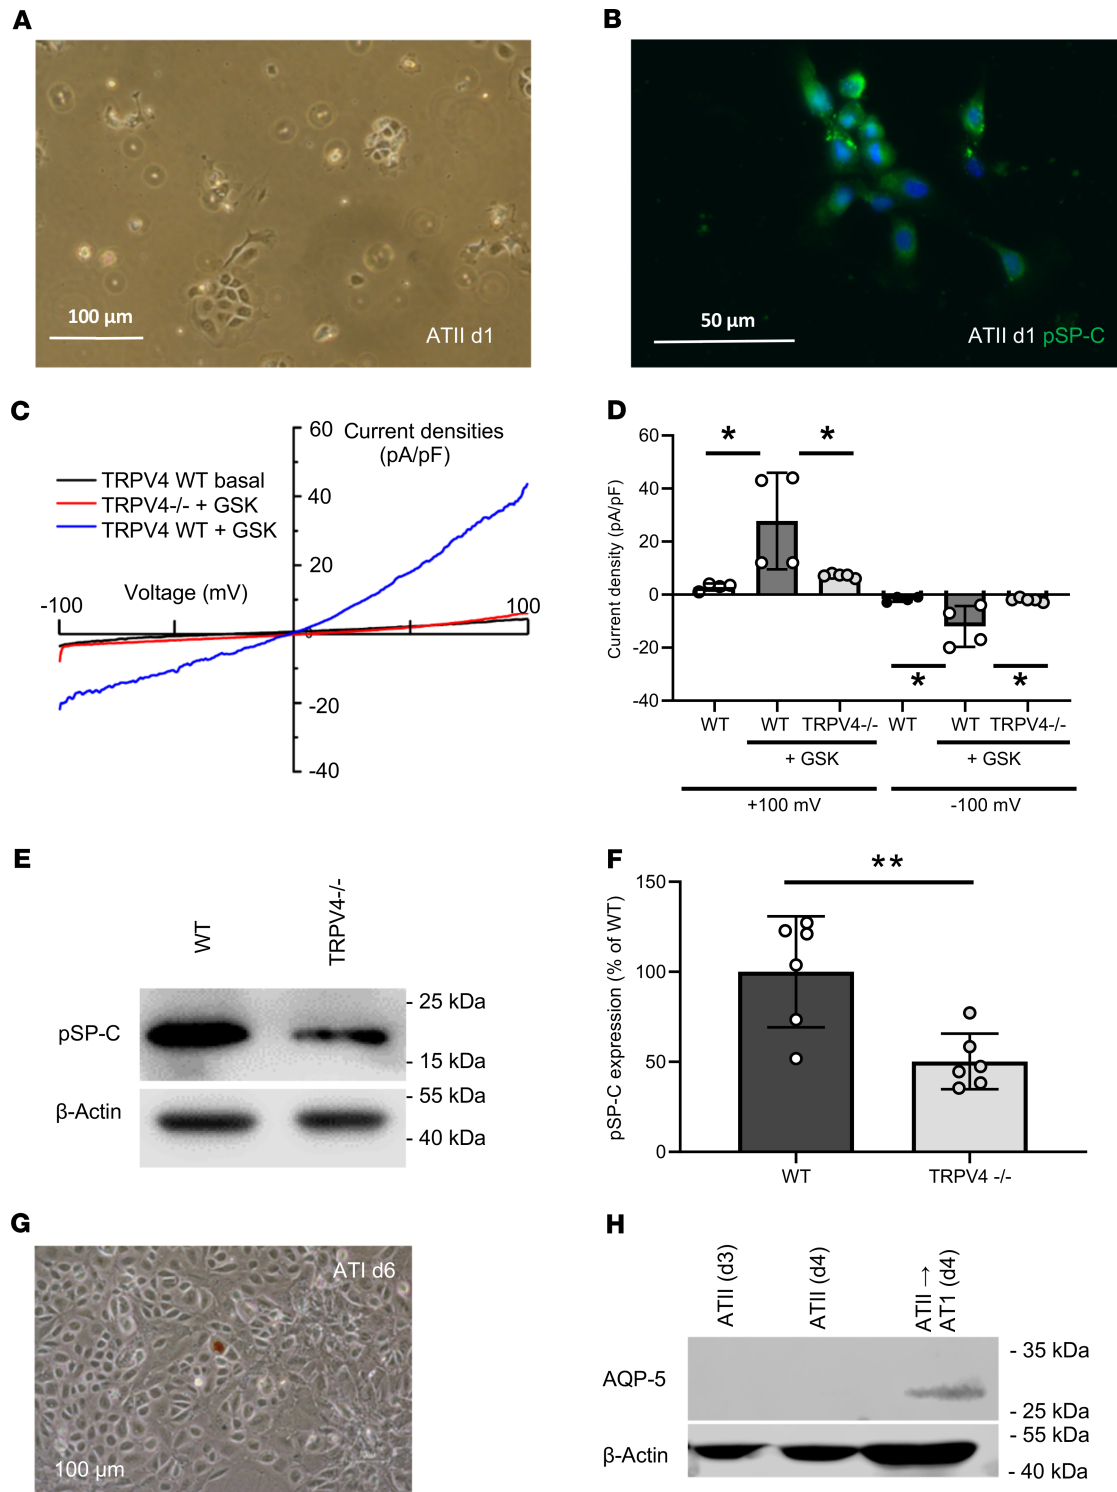 A
100 µm
ATII d1
B
50 µm
ATII d1 pSP-C
C
60
Current densities
(pA/pF)
TRPV4 WT basal
TRPV4-/- + GSK
TRPV4 WT + GSK
40
20
Voltage (mV)
-100
100
0
-20
-40
D
Current density (pA/pF)
60
40
20
0
-20
-40
*
*
*
*
WT
WT
TRPV4-/-
WT
WT
TRPV4-/-
+ GSK
+ GSK
+100 mV
-100 mV
E
WT
TRPV4-/-
pSP-C
- 25 kDa
- 15 kDa
β-Actin
- 55 kDa
- 40 kDa
F
pSP-C expression (% of WT)
150
100
50
0
**
WT
TRPV4 -/-
G
ATI d6
100 µm
H
ATII (d3)
ATII (d4)
ATII →
AT1 (d4)
AQP-5
- 35 kDa
- 25 kDa
β-Actin
- 55 kDa
- 40 kDa